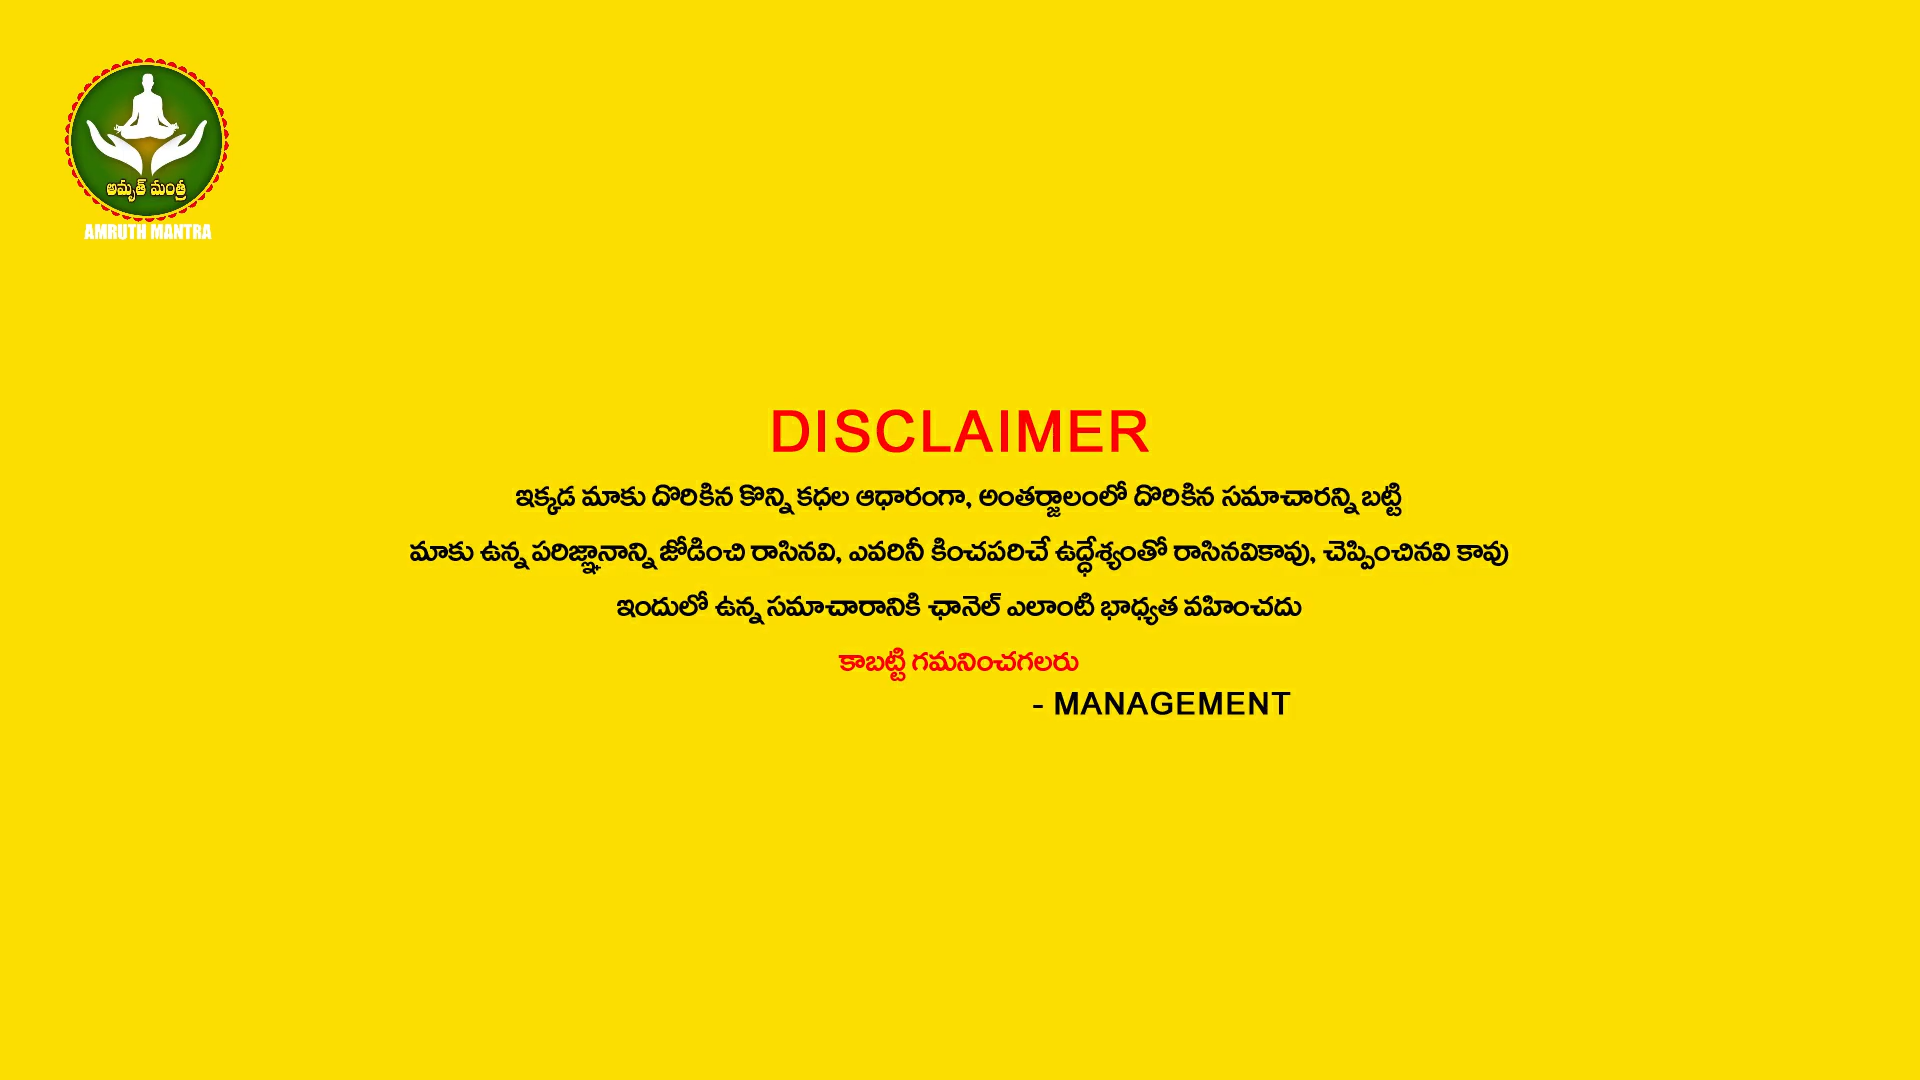 అమృత్ మంత్ర
AMRUTH MANTRA
DISCLAIMER
ఇక్కడ మాకు దొరికిన కొన్ని కధల ఆధారంగా, అంతర్జాలంలో దొరికిన సమాచారన్ని బట్టి
మాకు ఉన్న పరిజ్ఞానాన్ని జోడించి రాసినవి, ఎవరినీ కించపరిచే ఉద్ధేశ్యంతో రాసినవికావు, చెప్పించినవి కావు
ఇందులో ఉన్న సమాచారానికి ఛానెల్ ఎలాంటి భాధ్యత వహించదు
కాబట్టి గమనించగలరు
- MANAGEMENT